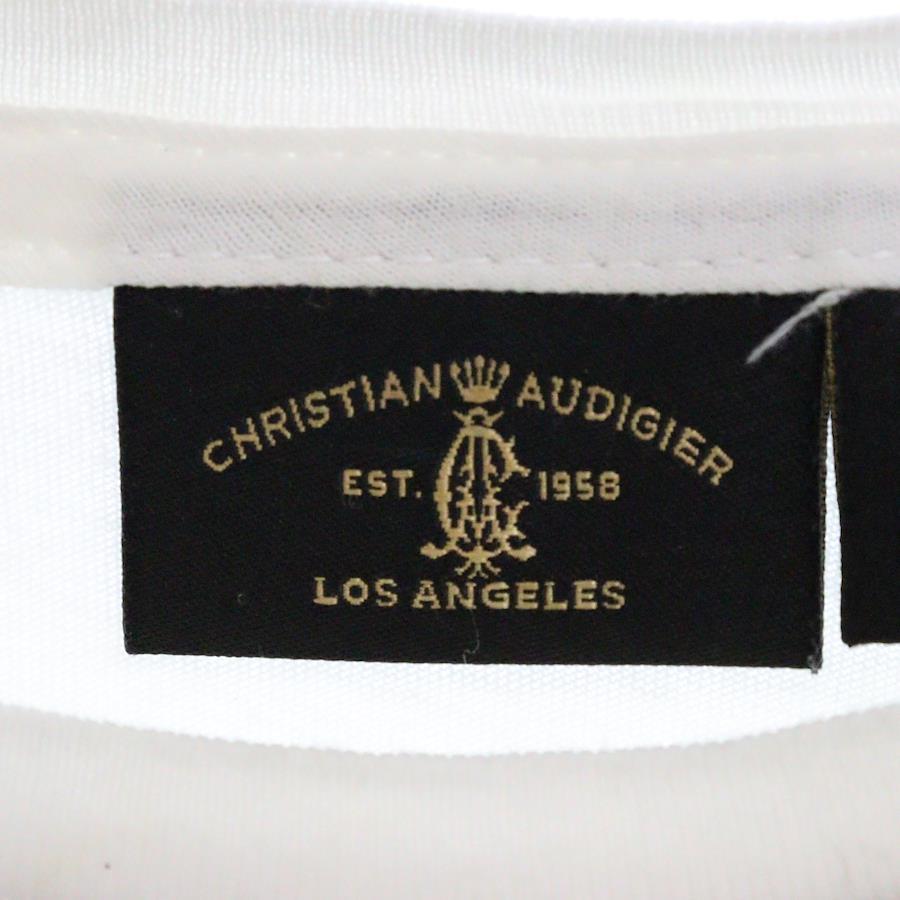 CHRISTIAN AUDIGIER
EST. 1958
LOS ANGELES